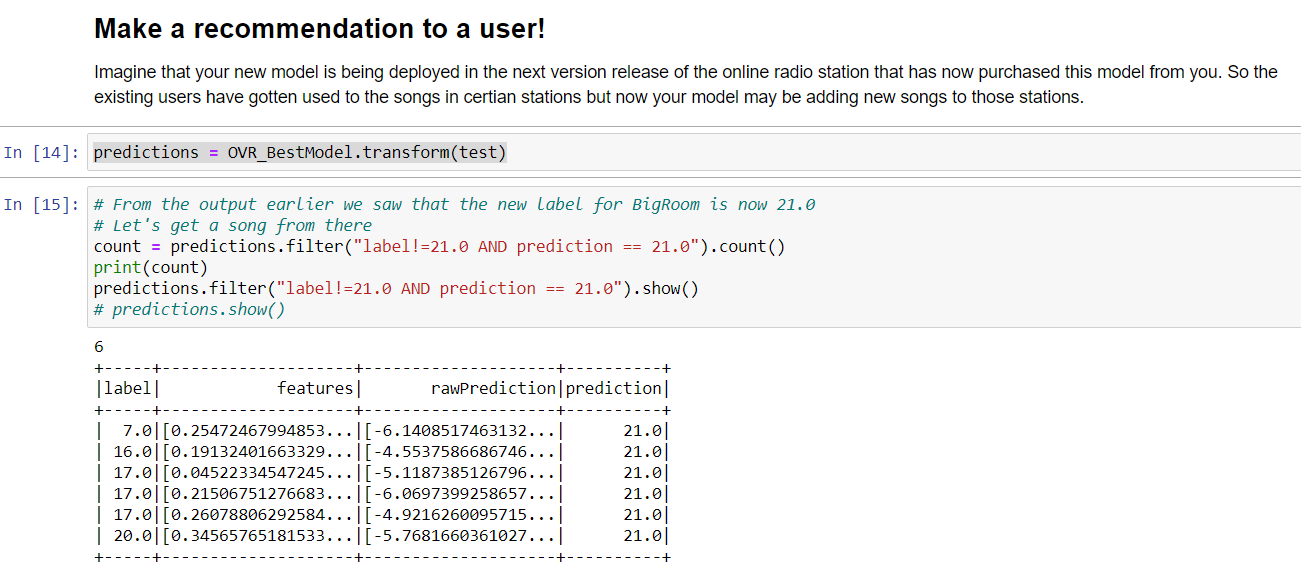 Make a recommendation to a user!
Imagine that your new model is being deployed in the next version release of the online radio station that has now purchased this model from you. So the
existing users have gotten used to the songs in certian stations but now your model may be adding new songs to those stations.
In [14]: predictions = OVR_BestModel.transform(test)
In [15]: # From the output earlier we saw that the new label for BigRoom is now 21.0
# Let's get a song from there
count = predictions.filter("label!=21.0 AND prediction == 21.0").count()
print(count)
predictions.filter("label!=21.0 AND prediction == 21.0").show()
# predictions.show()
6
+-----+--------------------+--------------------+----------+
|label|            features|       rawPrediction|prediction|
+-----+--------------------+--------------------+----------+
|  7.0|[0.25472467994853...|[-6.1408517463132...|      21.0|
| 16.0|[0.19132401663329...|[-4.5537586686746...|      21.0|
| 17.0|[0.04522334547245...|[-5.1187385126796...|      21.0|
| 17.0|[0.21506751276683...|[-6.0697399258657...|      21.0|
| 17.0|[0.26078806292584...|[-4.9216260095715...|      21.0|
| 20.0|[0.34565765181533...|[-5.7681660361027...|      21.0|
+-----+--------------------+--------------------+----------+